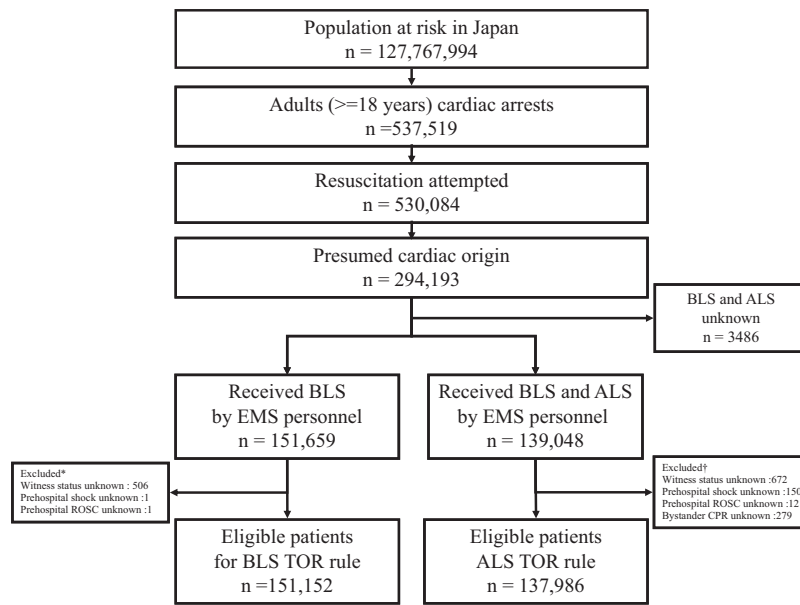 Population at risk in Japan
n = 127,767,994
Adults (>=18 years) cardiac arrests
n =537,519
Resuscitation attempted
n = 530,084
Presumed cardiac origin
n = 294,193
BLS and ALS
unknown
n = 3486
Received BLS
by EMS personnel
n = 151,659
Received BLS and ALS
by EMS personnel
n = 139,048
Excluded*
Witness status unknown : 506
Prehospital shock unknown :1
Prehospital ROSC unknown :1
Excluded†
Witness status unknown :672
Prehospital shock unknown :150
Prehospital ROSC unknown :12
Bystander CPR unknown :279
Eligible patients
for BLS TOR rule
n =151,152
Eligible patients
ALS TOR rule
n = 137,986